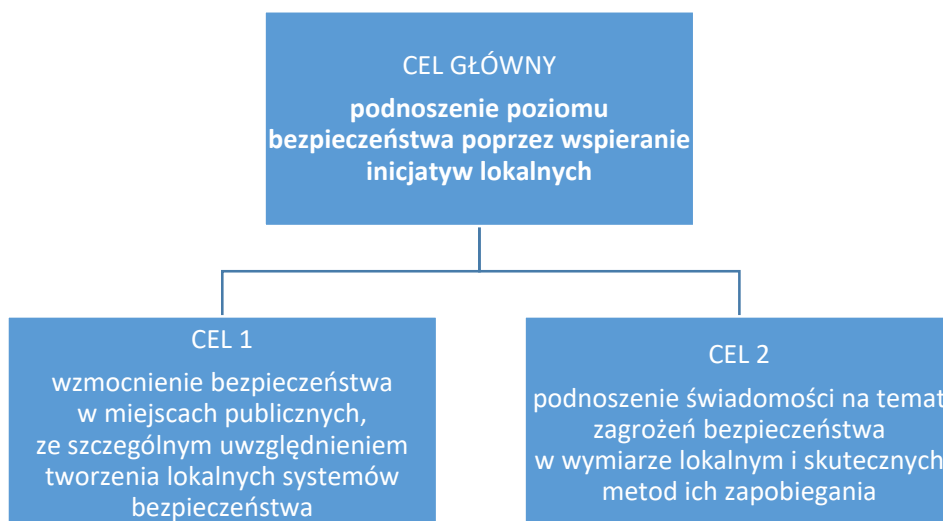 CEL GŁÓWNY
podnoszenie poziomu
bezpieczeństwa poprzez wspieranie
inicjatyw lokalnych
CEL 1
wzmocnienie bezpieczeństwa
w miejscach publicznych,
ze szczególnym uwzględnieniem
tworzenia lokalnych systemów
bezpieczeństwa
CEL 2
podnoszenie świadomości na temat
zagrożeń bezpieczeństwa
w wymiarze lokalnym i skutecznych
metod ich zapobiegania